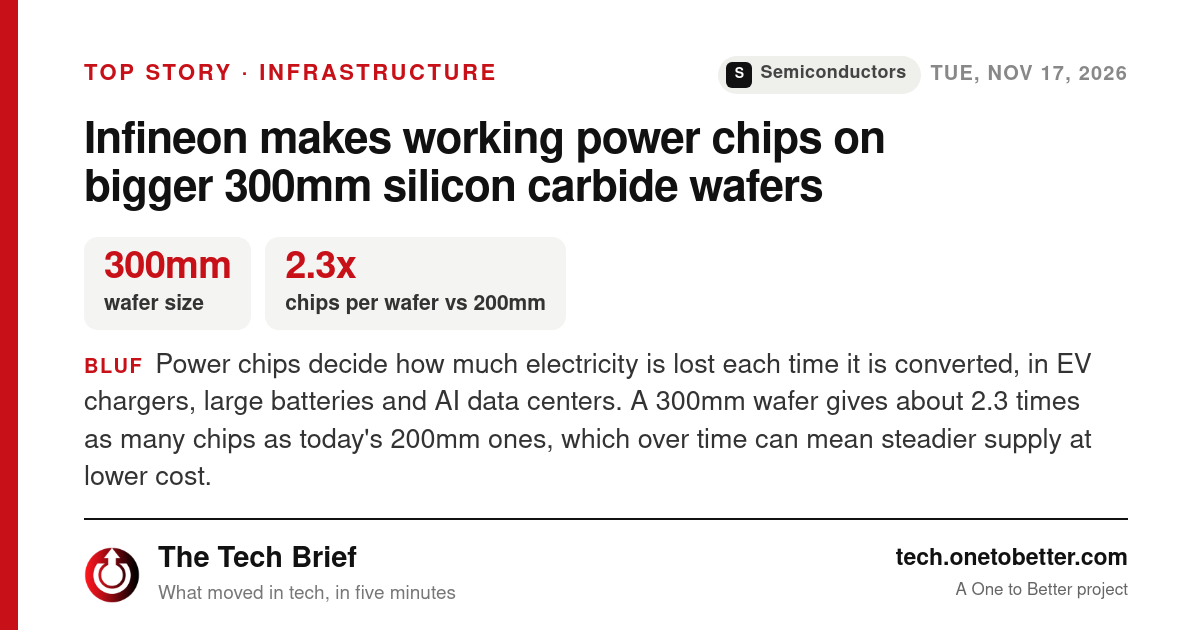 TOP STORY · INFRASTRUCTURE
S Semiconductors TUE, NOV 17, 2026
Infineon makes working power chips on
bigger 300mm silicon carbide wafers
300mm
wafer size
2.3x
chips per wafer vs 200mm
BLUF Power chips decide how much electricity is lost each time it is converted, in EV
chargers, large batteries and AI data centers. A 300mm wafer gives about 2.3 times
as many chips as today's 200mm ones, which over time can mean steadier supply at
lower cost.
The Tech Brief
What moved in tech, in five minutes
tech.onetobetter.com
A One to Better project